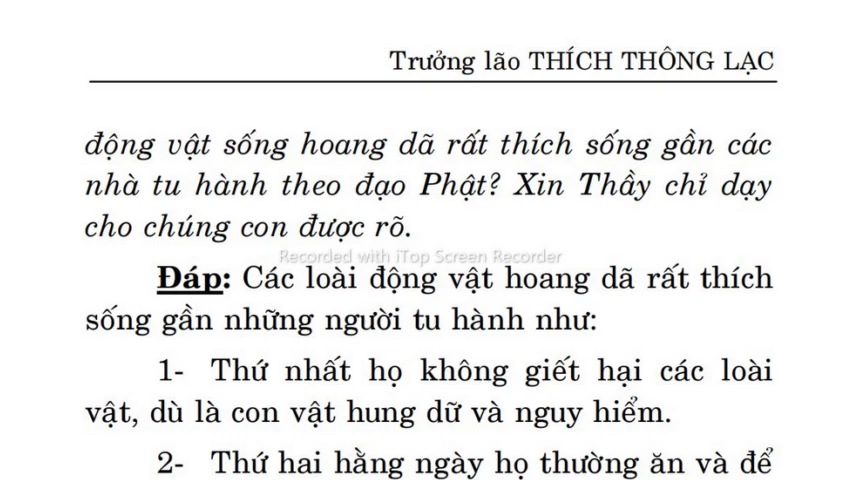 Trưởng lão THÍCH THÔNG LẠC
động vật sống hoang dã rất thích sống gần các
nhà tu hành theo đạo Phật? Xin Thầy chỉ dạy
cho chúng con được rõ.
Recorded with iTop Screen Recorder
Đáp: Các loài động vật hoang dã rất thích
sống gần những người tu hành như:
1- Thứ nhất họ không giết hại các loài
vật, dù là con vật hung dữ và nguy hiểm.
2- Thứ hai hằng ngày họ thường ăn và để